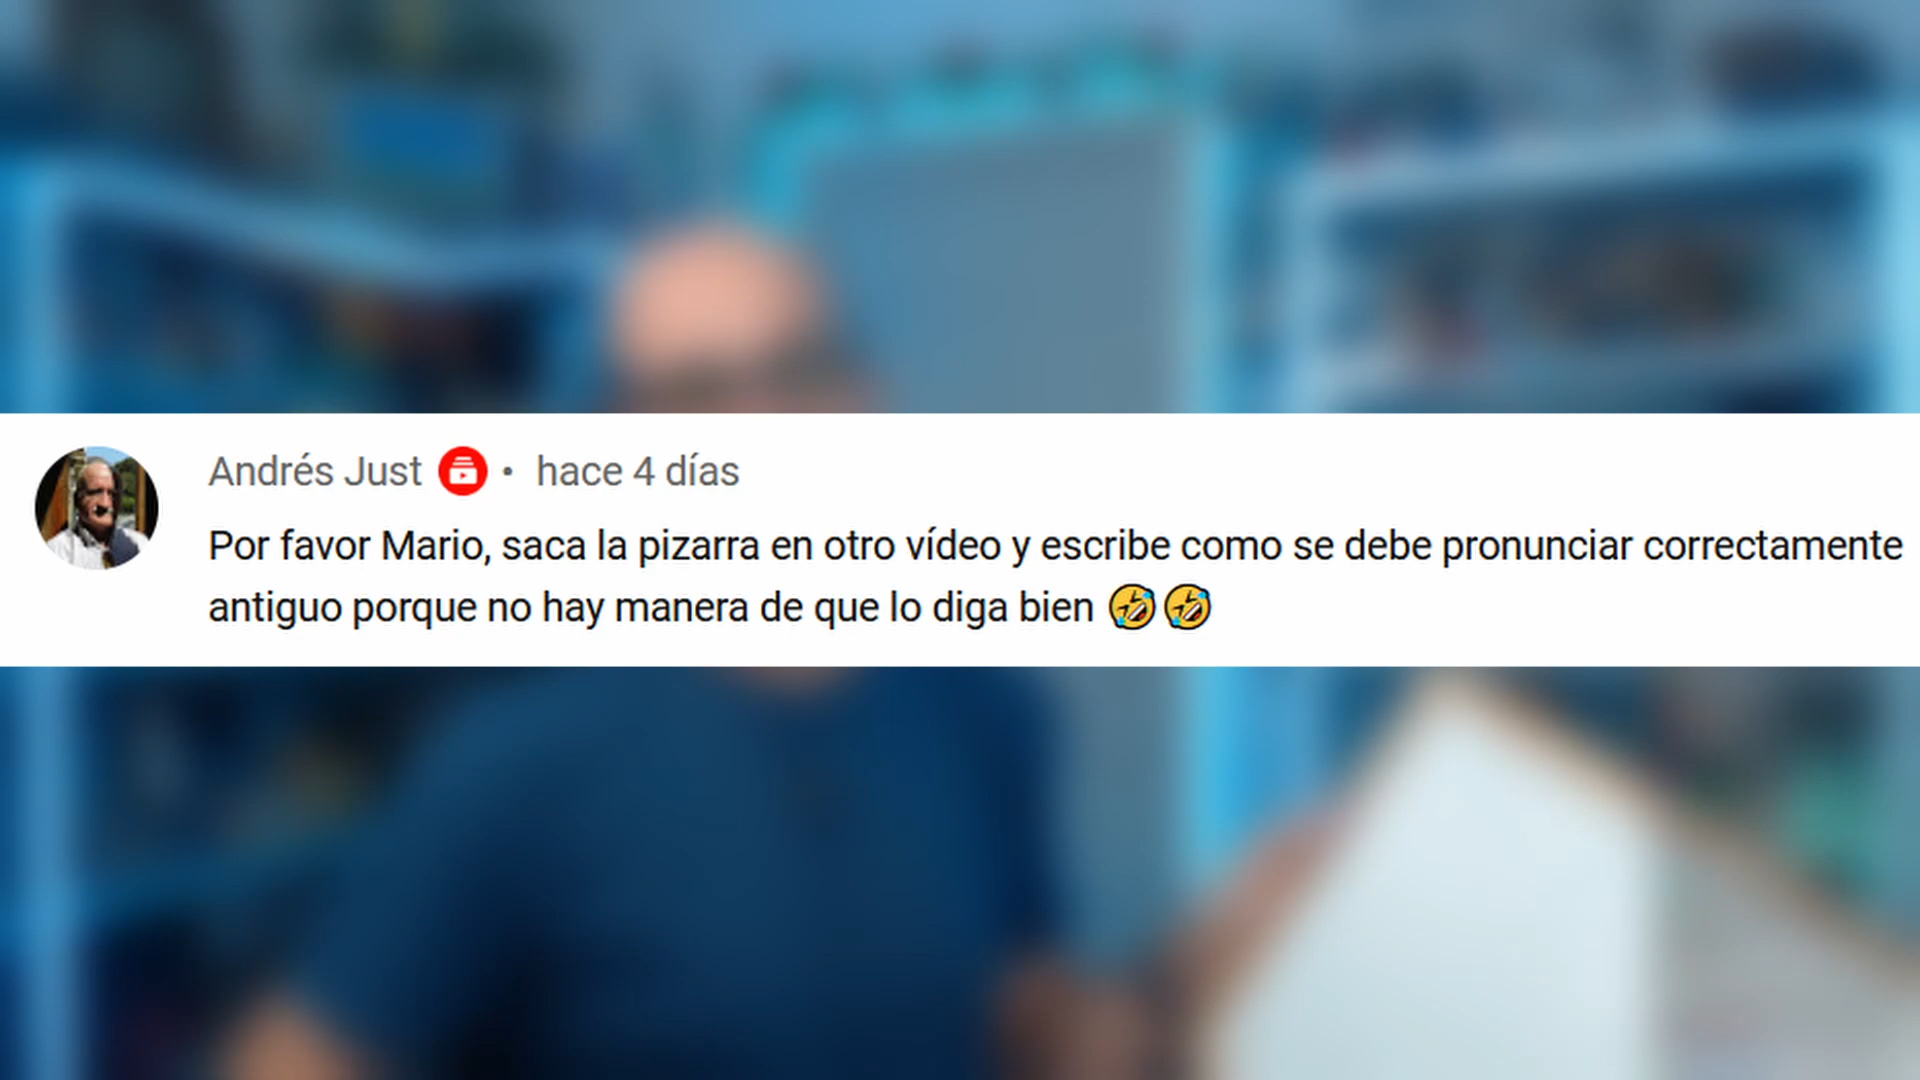 Andrés Just • hace 4 días
Por favor Mario, saca la pizarra en otro vídeo y escribe como se debe pronunciar correctamente
antiguo porque no hay manera de que lo diga bien 🤣🤣